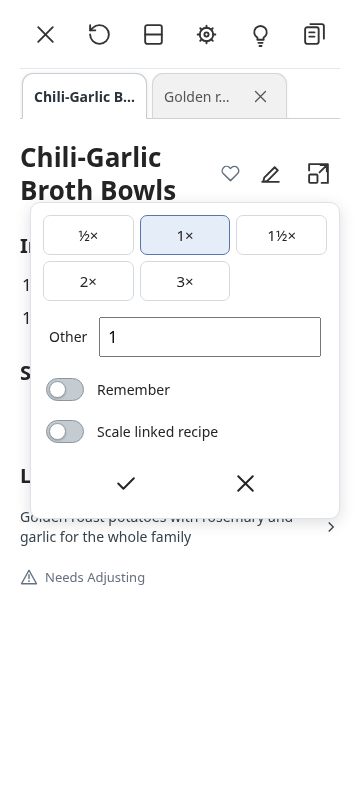 Chili-Garlic B...
Golden r...
Chili-Garlic
Broth Bowls
½×
1×
1½×
2×
3×
Other
1
Remember
Scale linked recipe
Golden roast potatoes with rosemary and
garlic for the whole family
Needs Adjusting